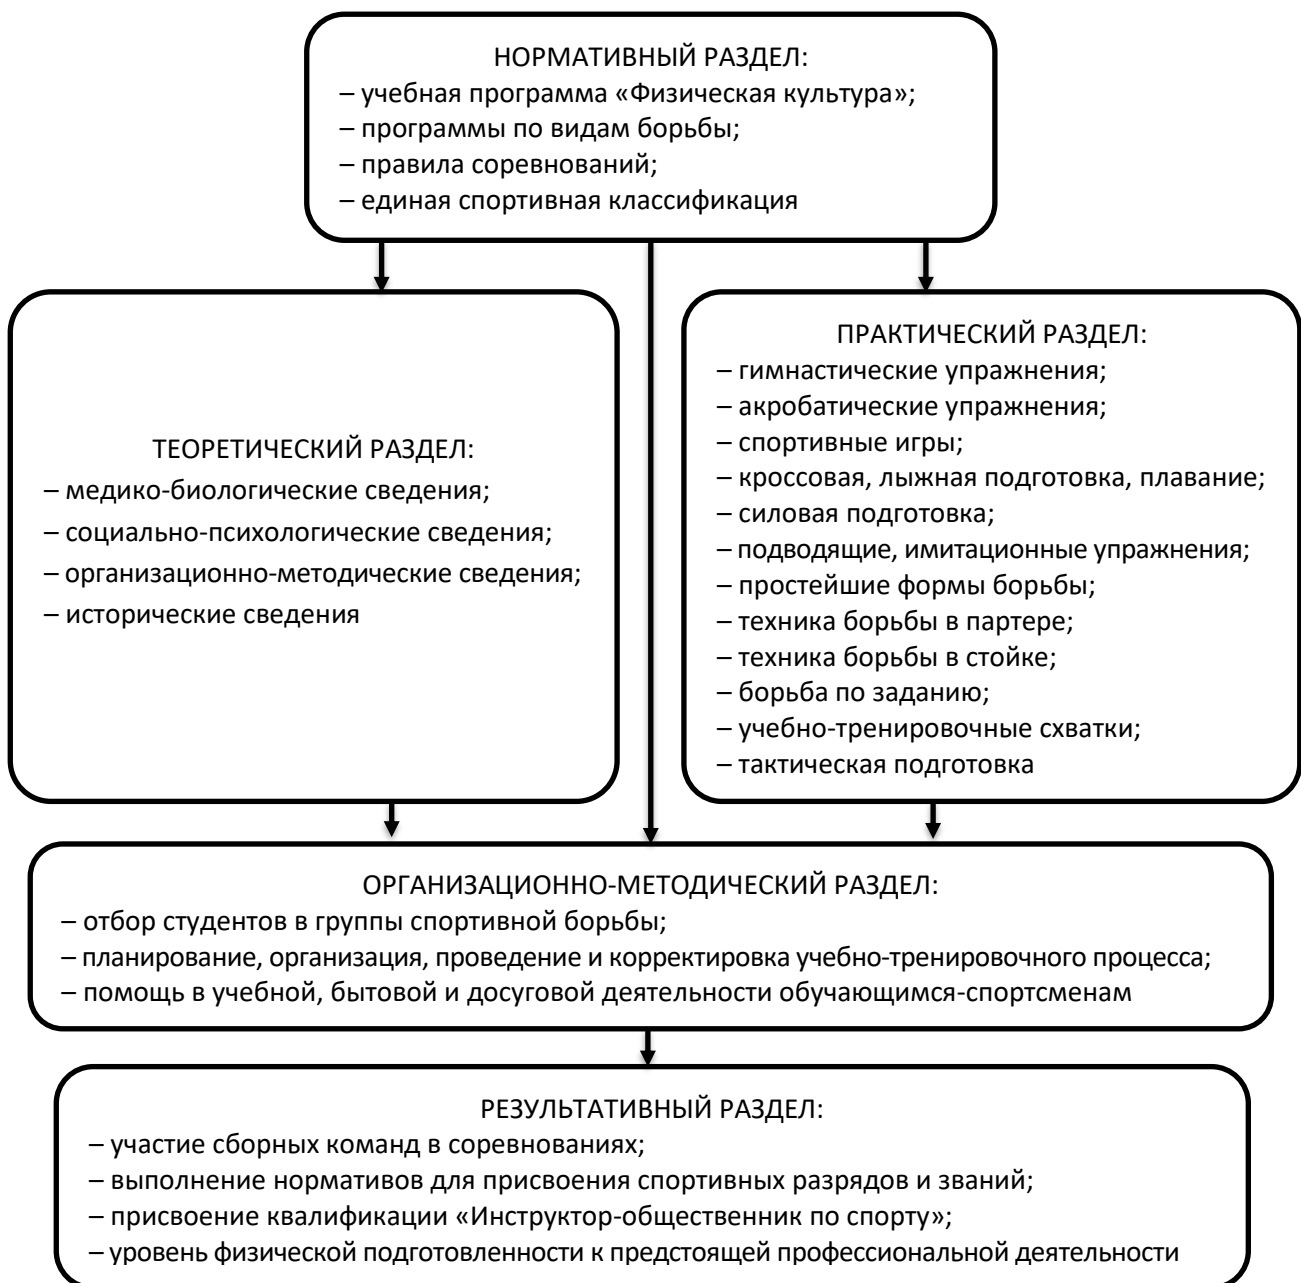 НОРМАТИВНЫЙ РАЗДЕЛ:
– учебная программа «Физическая культура»;
– программы по видам борьбы;
– правила соревнований;
– единая спортивная классификация
ТЕОРЕТИЧЕСКИЙ РАЗДЕЛ:
– медико-биологические сведения;
– социально-психологические сведения;
– организационно-методические сведения;
– исторические сведения
ПРАКТИЧЕСКИЙ РАЗДЕЛ:
– гимнастические упражнения;
– акробатические упражнения;
– спортивные игры;
– кроссовая, лыжная подготовка, плавание;
– силовая подготовка;
– подводящие, имитационные упражнения;
– простейшие формы борьбы;
– техника борьбы в партере;
– техника борьбы в стойке;
– борьба по заданию;
– учебно-тренировочные схватки;
– тактическая подготовка
ОРГАНИЗАЦИОННО-МЕТОДИЧЕСКИЙ РАЗДЕЛ:
– отбор студентов в группы спортивной борьбы;
– планирование, организация, проведение и корректировка учебно-тренировочного процесса;
– помощь в учебной, бытовой и досуговой деятельности обучающимся-спортсменам
РЕЗУЛЬТАТИВНЫЙ РАЗДЕЛ:
– участие сборных команд в соревнованиях;
– выполнение нормативов для присвоения спортивных разрядов и званий;
– присвоение квалификации «Инструктор-общественник по спорту»;
– уровень физической подготовленности к предстоящей профессиональной деятельности